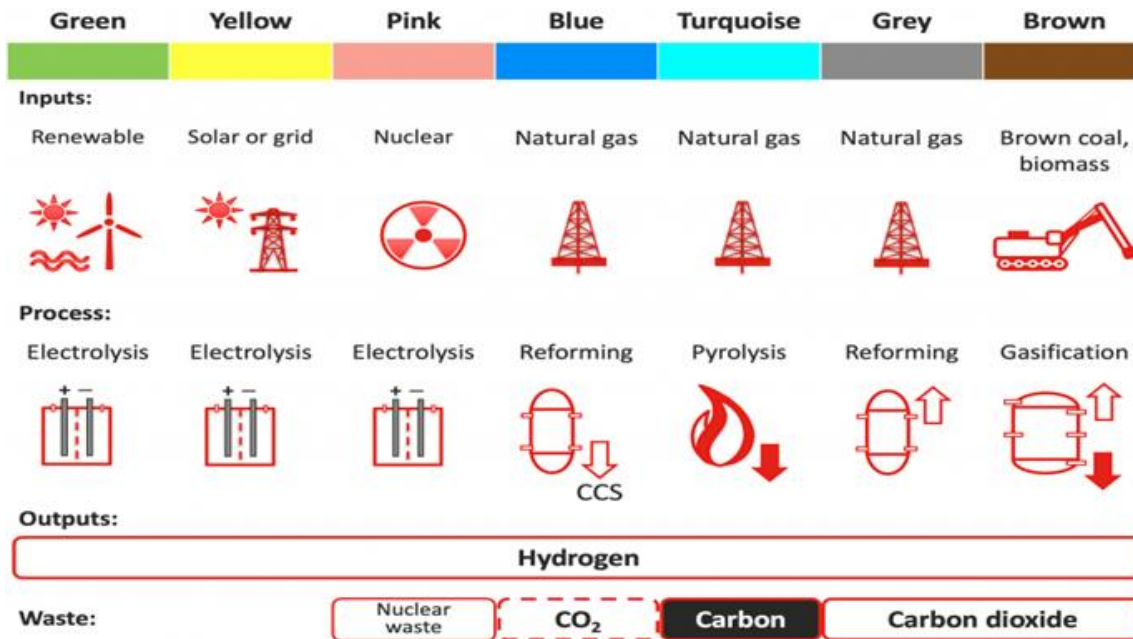 Green Yellow Pink Blue Turquoise Grey Brown
Inputs:
Renewable Solar or grid Nuclear Natural gas Natural gas Natural gas Brown coal,
biomass
Process:
Electrolysis Electrolysis Electrolysis Reforming Pyrolysis Reforming Gasification
+ − + − + −
CCS
Outputs:
Hydrogen
Waste: Nuclear waste CO₂ Carbon Carbon dioxide